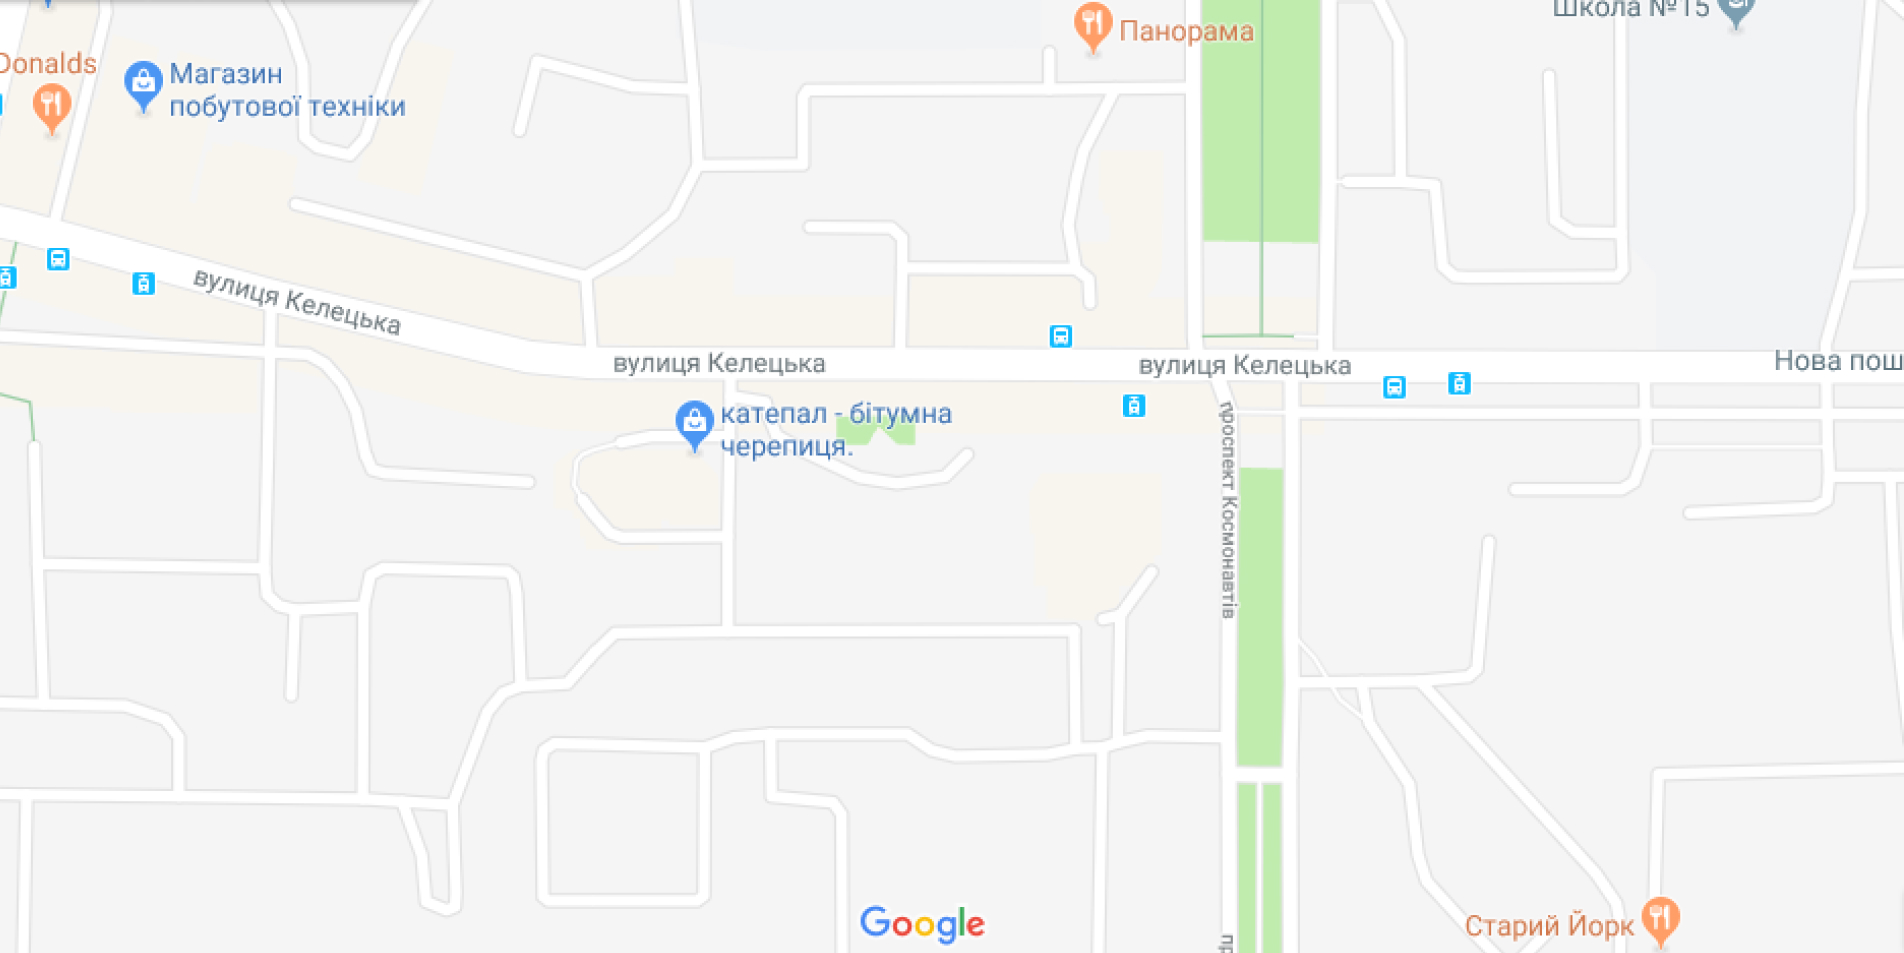 Школа №15
Панорама
Donalds
Магазин
побутової техніки
вулиця Келецька
вулиця Келецька
вулиця Келецька
Нова пош
катепал - бітумна
черепиця.
проспект Космонавтів
Старий Йорк
пр
Google